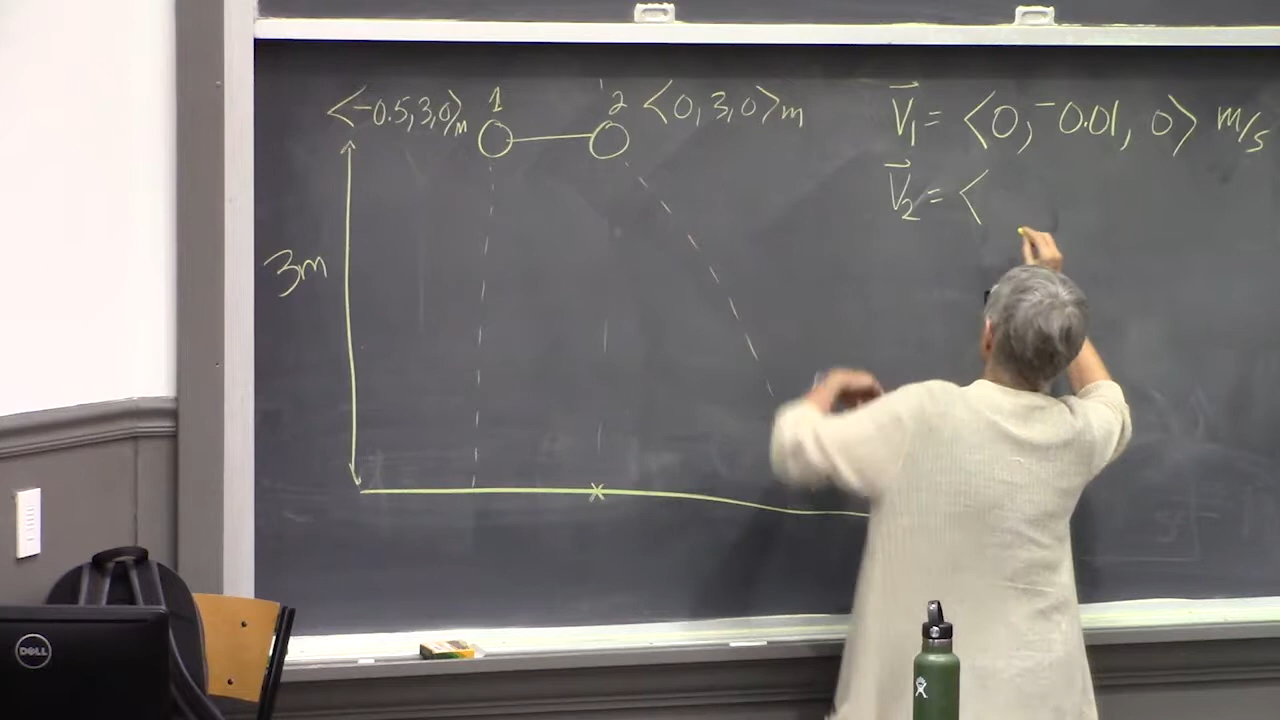 <-0.5, 3, 0>m 1 2 <0, 3, 0>m
V₁ = <0, -0.01, 0> m/s
V₂ = <
3m
DELL